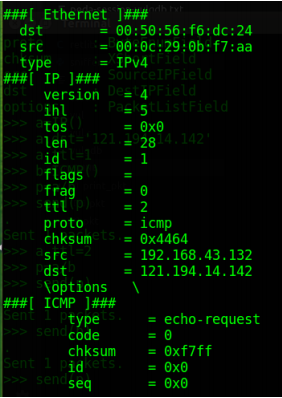 ###[ Ethernet ]###
dst = 00:50:56:f6:dc:24
src = 00:0c:29:0b:f7:aa
type = IPv4
###[ IP ]###
version = 4
ihl = 5
tos = 0x0
len = 28
id = 1
flags =
frag = 0
ttl = 2
proto = icmp
chksum = 0x4464
src = 192.168.43.132
dst = 121.194.14.142
\options \
###[ ICMP ]###
type = echo-request
code = 0
chksum = 0xf7ff
id = 0x0
seq = 0x0